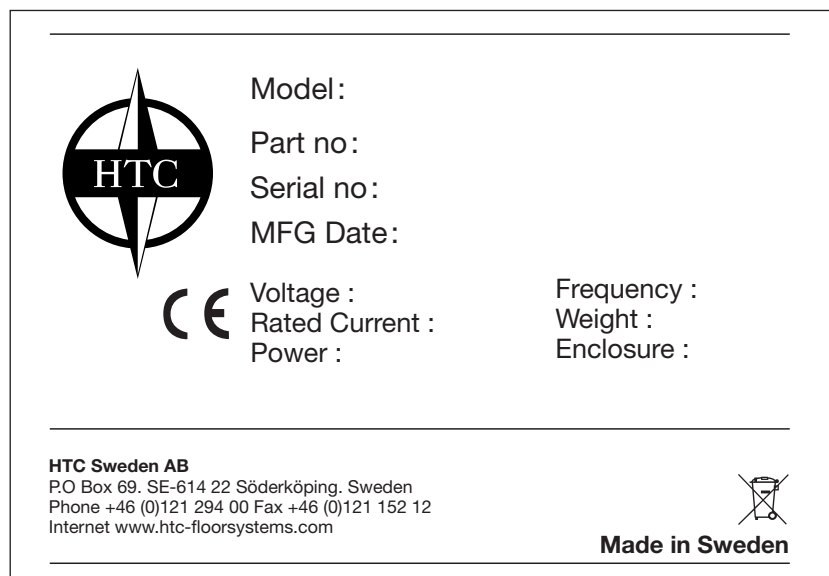 HTC
Model:
Part no:
Serial no:
MFG Date:
CE
Voltage :
Rated Current :
Power :
Frequency :
Weight :
Enclosure :
HTC Sweden AB
P.O Box 69. SE-614 22 Söderköping. Sweden
Phone +46 (0)121 294 00 Fax +46 (0)121 152 12
Internet www.htc-floorsystems.com
Made in Sweden